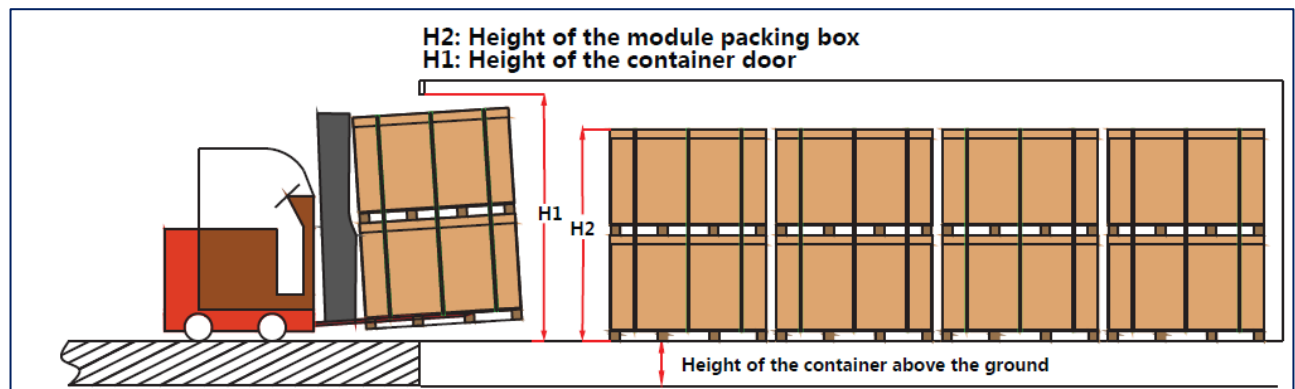 H2: Height of the module packing box
H1: Height of the container door
H1
H2
Height of the container above the ground